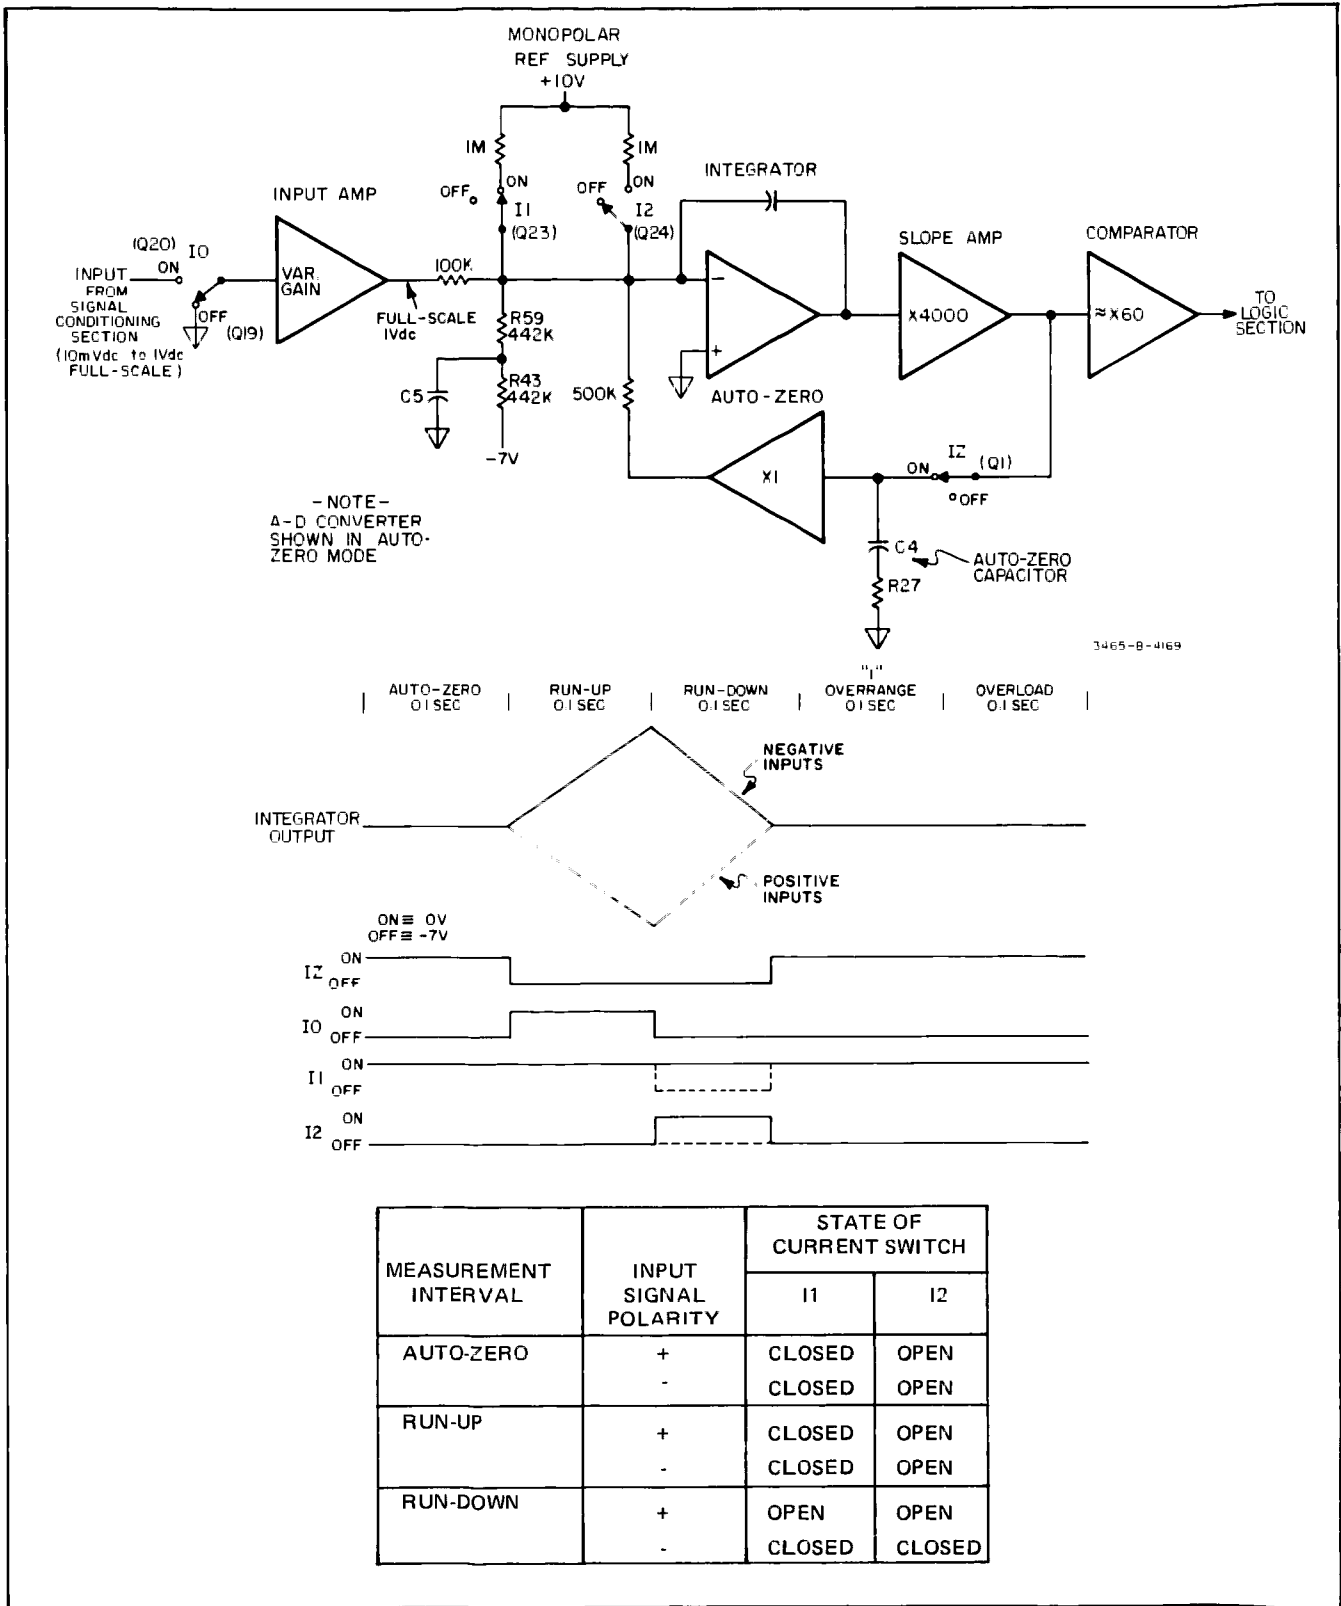 MONOPOLAR
REF SUPPLY
+10V
1M
1M
INTEGRATOR
ON
OFF
ON
OFF
I1
(Q23)
I2
(Q24)
INPUT AMP
SLOPE AMP
COMPARATOR
(Q20)
I0
ON
INPUT
FROM
SIGNAL
CONDITIONING
SECTION
(10mVdc to 1Vdc
FULL-SCALE)
OFF
(Q19)
VAR.
GAIN
100K
FULL-SCALE
1Vdc
R59
442K
-
+
X4000
≈X60
TO
LOGIC
SECTION
C5
R43
442K
-7V
500K
AUTO-ZERO
X1
IZ
(Q1)
ON
OFF
C4
AUTO-ZERO
CAPACITOR
R27
-NOTE-
A-D CONVERTER
SHOWN IN AUTO-
ZERO MODE
3465-B-4169
AUTO-ZERO
0.1 SEC
RUN-UP
0.1 SEC
RUN-DOWN
0.1 SEC
"1"
OVERRANGE
0.1 SEC
OVERLOAD
0.1 SEC
NEGATIVE
INPUTS
INTEGRATOR
OUTPUT
POSITIVE
INPUTS
ON≡ 0V
OFF≡ -7V
IZ ON
OFF
I0 ON
OFF
I1 ON
OFF
I2 ON
OFF
MEASUREMENT
INTERVAL
INPUT
SIGNAL
POLARITY
STATE OF
CURRENT SWITCH
I1 I2
AUTO-ZERO + CLOSED OPEN
- CLOSED OPEN
RUN-UP + CLOSED OPEN
- CLOSED OPEN
RUN-DOWN + OPEN OPEN
- CLOSED CLOSED